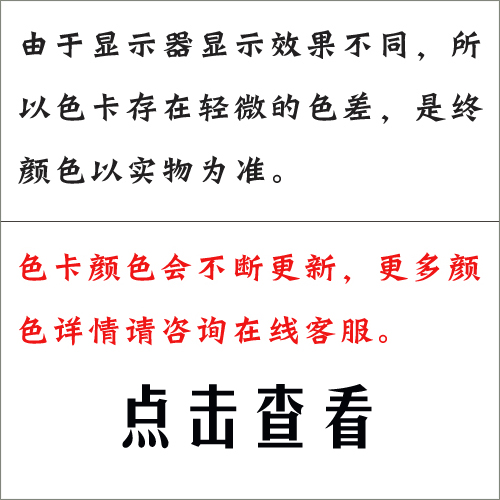 由于显示器显示效果不同，所
以色卡存在轻微的色差，是终
颜色以实物为准。
色卡颜色会不断更新，更多颜
色详情请咨询在线客服。
点击查看